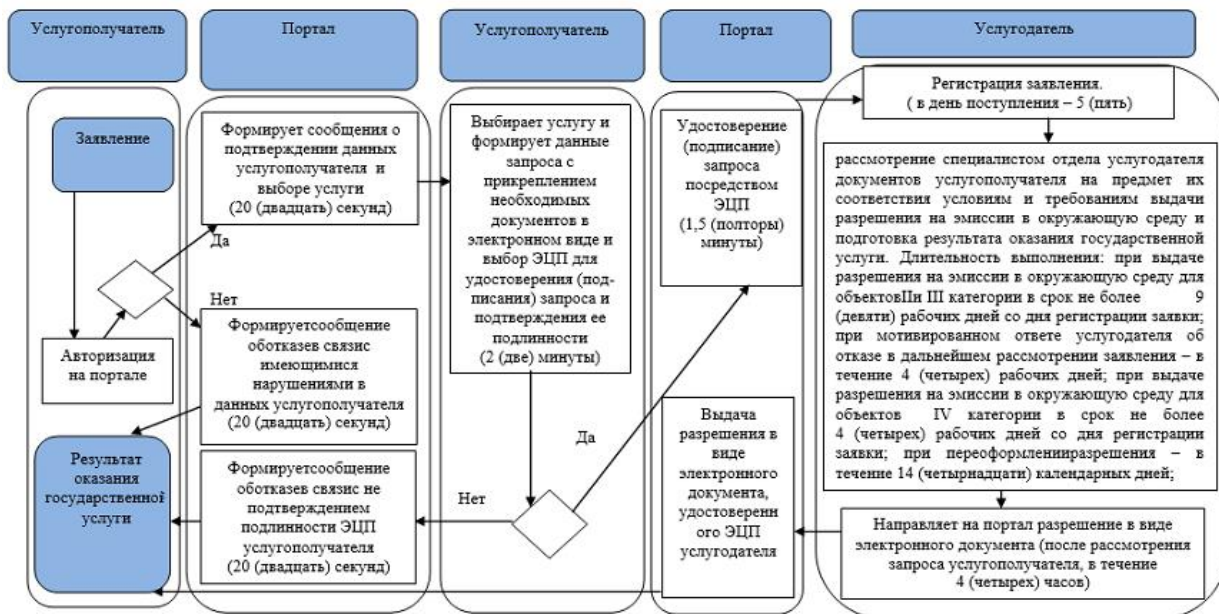 Услугополучатель
Портал
Услугополучатель
Портал
Услугодатель
Заявление
Авторизация
на портале
Результат
оказания
государственной
услуги
Формирует сообщения о
подтверждении данных
услугополучателя и
выборе услуги
(20 (двадцать) секунд)
Да
Нет
Формируетсообщение
оботказев связис
имеющимися
нарушениями в
данных услугополучателя
(20 (двадцать) секунд)
Формируетсообщение
оботказев связис не
подтверждением
подлинности ЭЦП
услугополучателя
(20 (двадцать) секунд)
Выбирает услугу и
формирует данные
запроса с
прикреплением
необходимых
документов в
электронном виде и
выбор ЭЦП для
удостоверения (под-
писания) запроса и
подтверждения ее
подлинности
(2 (две) минуты)
Нет
Да
Удостоверение
(подписание)
запроса
посредством
ЭЦП
(1,5 (полторы)
минуты)
Выдача
разрешения в
виде
электронного
документа,
удостоверенн
ого ЭЦП
услугодателя
Регистрация заявления.
( в день поступления – 5 (пять)
рассмотрение специалистом отдела услугодателя
документов услугополучателя на предмет их
соответствия условиям и требованиям выдачи
разрешения на эмиссии в окружающую среду и
подготовка результата оказания государственной
услуги. Длительность выполнения: при выдаче
разрешения на эмиссии в окружающую среду для
объектовIIи III категории в срок не более 9
(девяти) рабочих дней со дня регистрации заявки;
при мотивированном ответе услугодателя об
отказе в дальнейшем рассмотрении заявления – в
течение 4 (четырех) рабочих дней; при выдаче
разрешения на эмиссии в окружающую среду для
объектов IV категории в срок не более
4 (четырех) рабочих дней со дня регистрации
заявки; при переоформленииразрешения – в
течение 14 (четырнадцати) календарных дней;
Направляет на портал разрешение в виде
электронного документа (после рассмотрения
запроса услугополучателя, в течение
4 (четырех) часов)